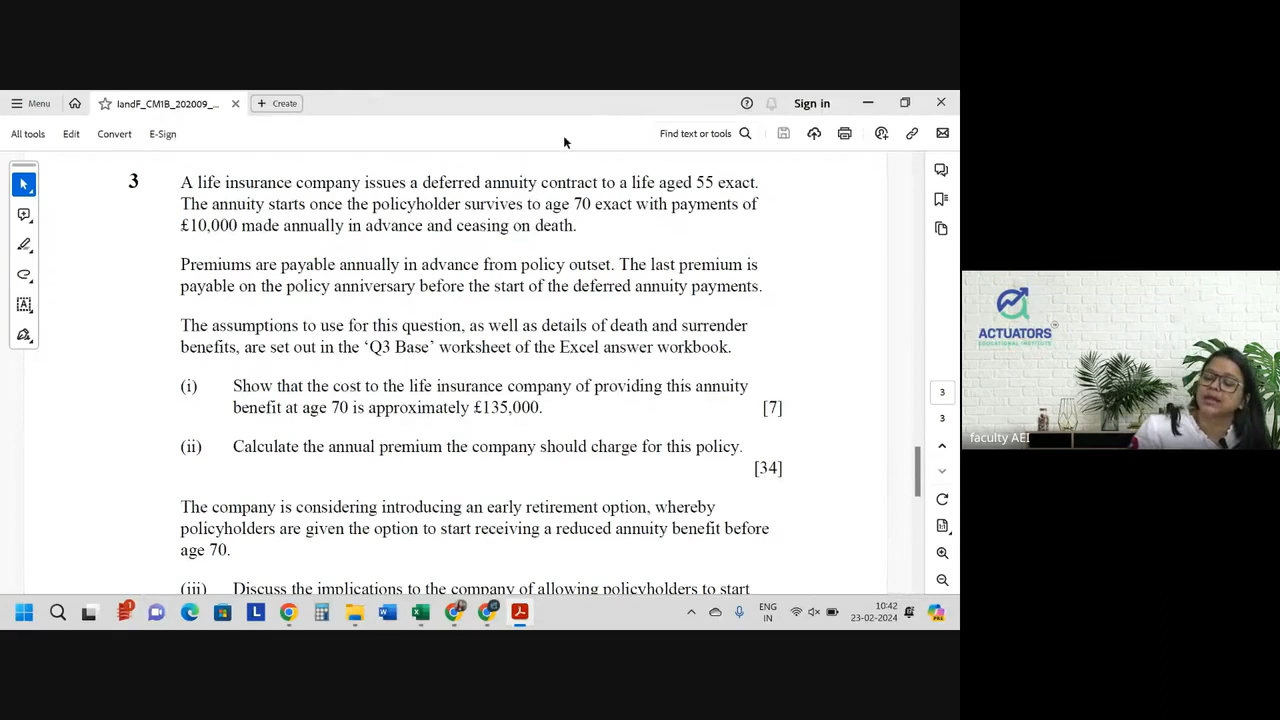 Menu
IandF_CM1B_202009_...
Create
Sign in
All tools
Edit
Convert
E-Sign
Find text or tools
3
A life insurance company issues a deferred annuity contract to a life aged 55 exact.
The annuity starts once the policyholder survives to age 70 exact with payments of
£10,000 made annually in advance and ceasing on death.
Premiums are payable annually in advance from policy outset. The last premium is
payable on the policy anniversary before the start of the deferred annuity payments.
The assumptions to use for this question, as well as details of death and surrender
benefits, are set out in the ‘Q3 Base’ worksheet of the Excel answer workbook.
(i) Show that the cost to the life insurance company of providing this annuity
benefit at age 70 is approximately £135,000. [7]
(ii) Calculate the annual premium the company should charge for this policy.
[34]
The company is considering introducing an early retirement option, whereby
policyholders are given the option to start receiving a reduced annuity benefit before
age 70.
(iii) Discuss the implications to the company of allowing policyholders to start
3
3
ENG
IN
10:42
23-02-2024
ACTUATORS
EDUCATIONAL INSTITUTE
faculty AEI